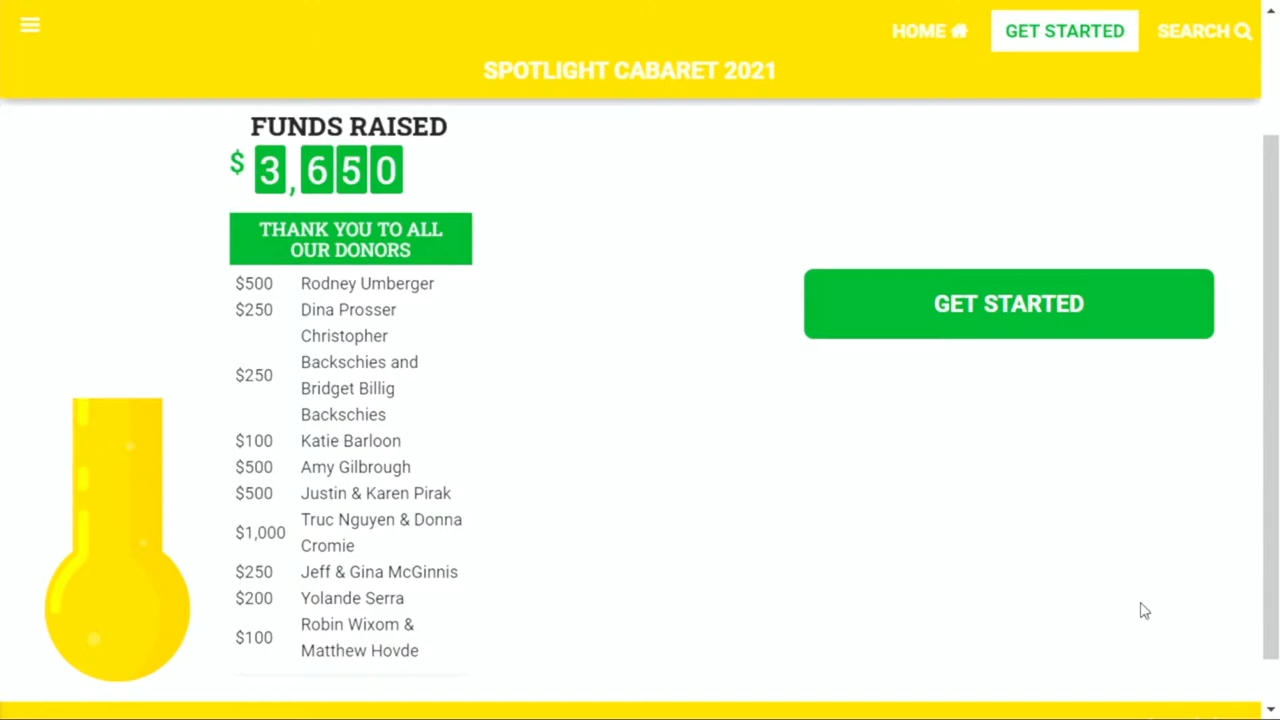 HOME
GET STARTED
SEARCH
SPOTLIGHT CABARET 2021
FUNDS RAISED
$3,650
THANK YOU TO ALL
OUR DONORS
$500 Rodney Umberger
$250 Dina Prosser
Christopher
Backschies and
$250
Bridget Billig
Backschies
$100 Katie Barloon
$500 Amy Gilbrough
$500 Justin & Karen Pirak
Truc Nguyen & Donna
$1,000
Cromie
$250 Jeff & Gina McGinnis
$200 Yolande Serra
Robin Wixom &
$100
Matthew Hovde
GET STARTED